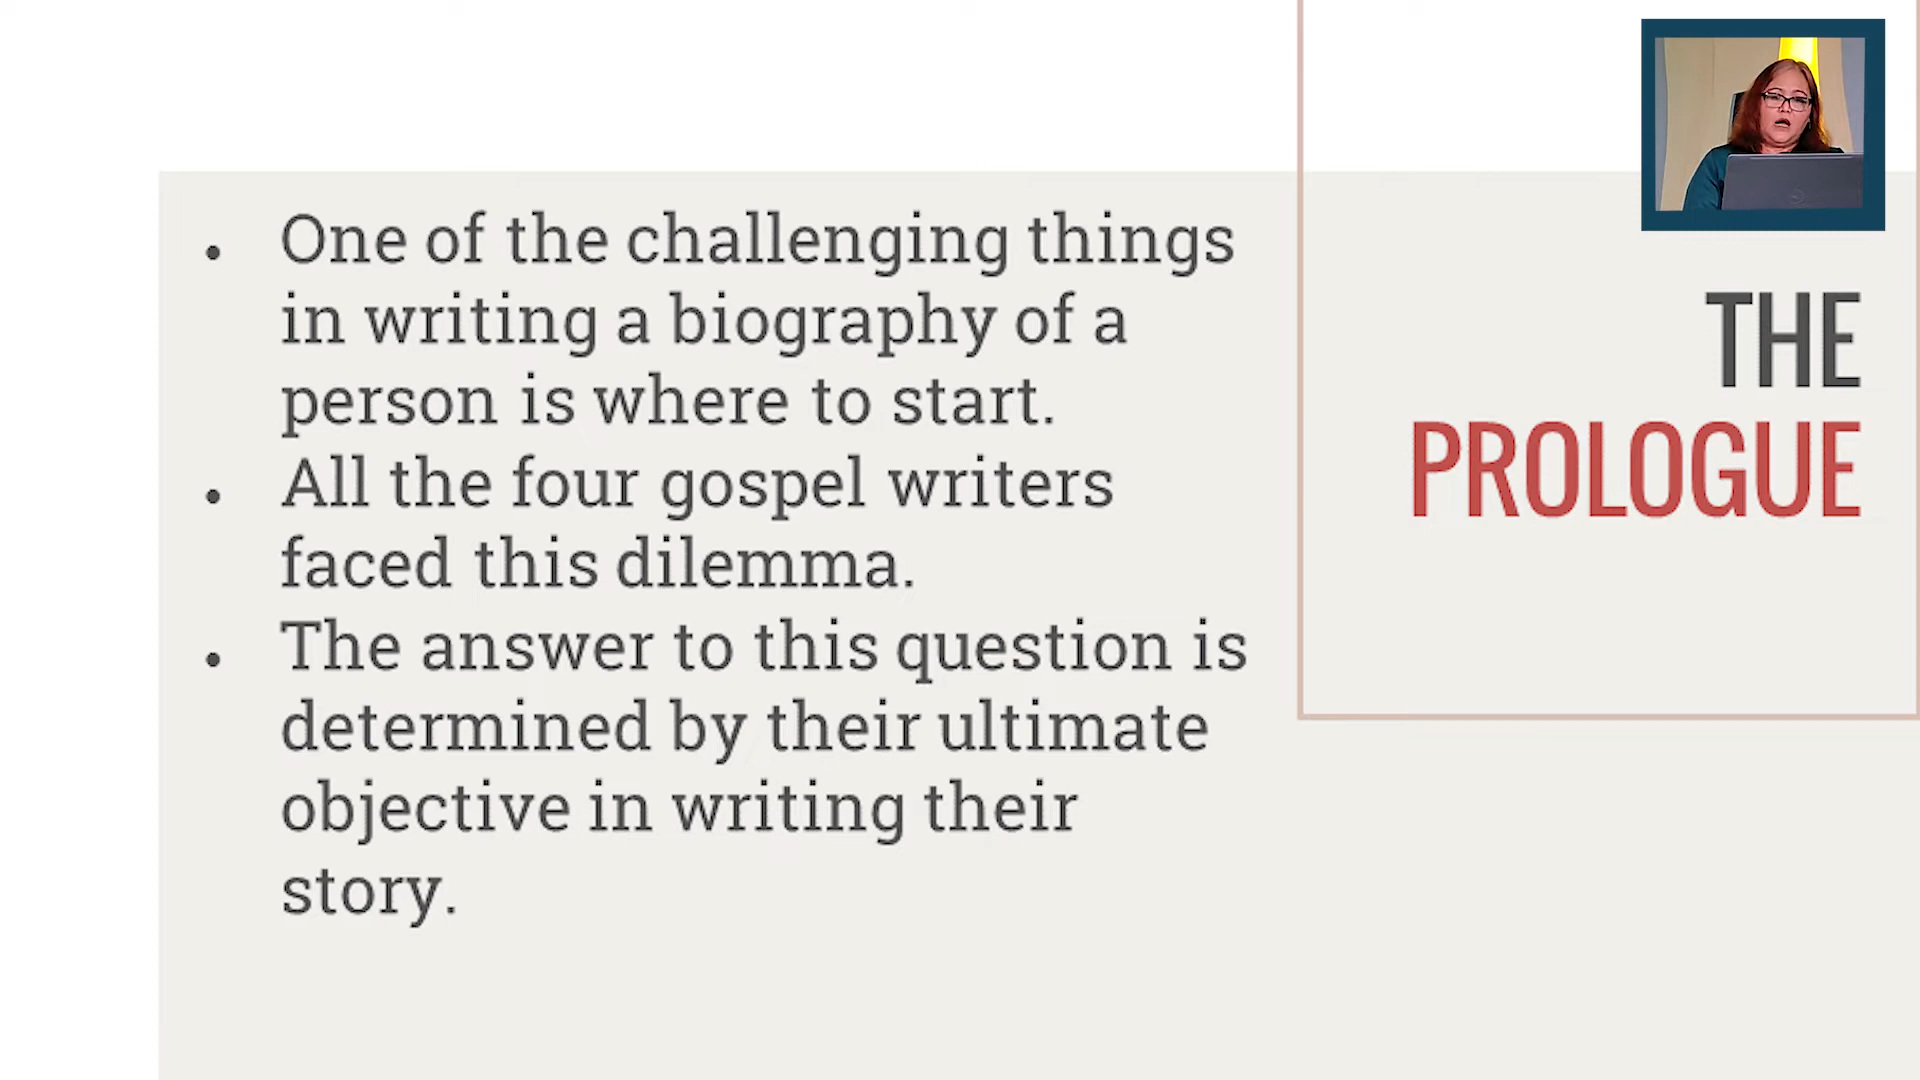 One of the challenging things
in writing a biography of a
person is where to start.
All the four gospel writers
faced this dilemma.
The answer to this question is
determined by their ultimate
objective in writing their
story.
THE
PROLOGUE